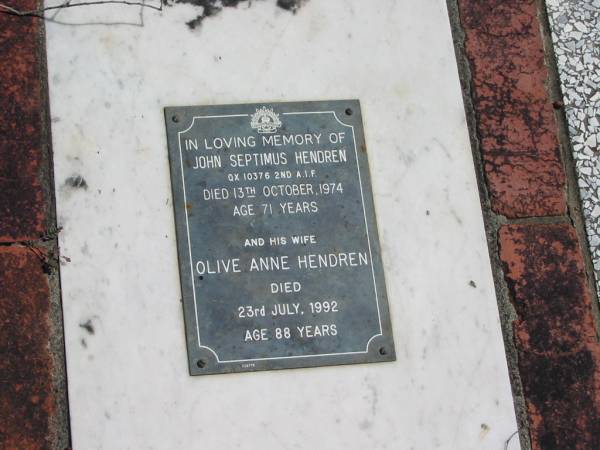 IN LOVING MEMORY OF
JOHN SEPTIMUS HENDREN
QX 10376 2ND A.I.F.
DIED 13TH OCTOBER, 1974
AGE 71 YEARS
AND HIS WIFE
OLIVE ANNE HENDREN
DIED
23rd JULY, 1992
AGE 88 YEARS